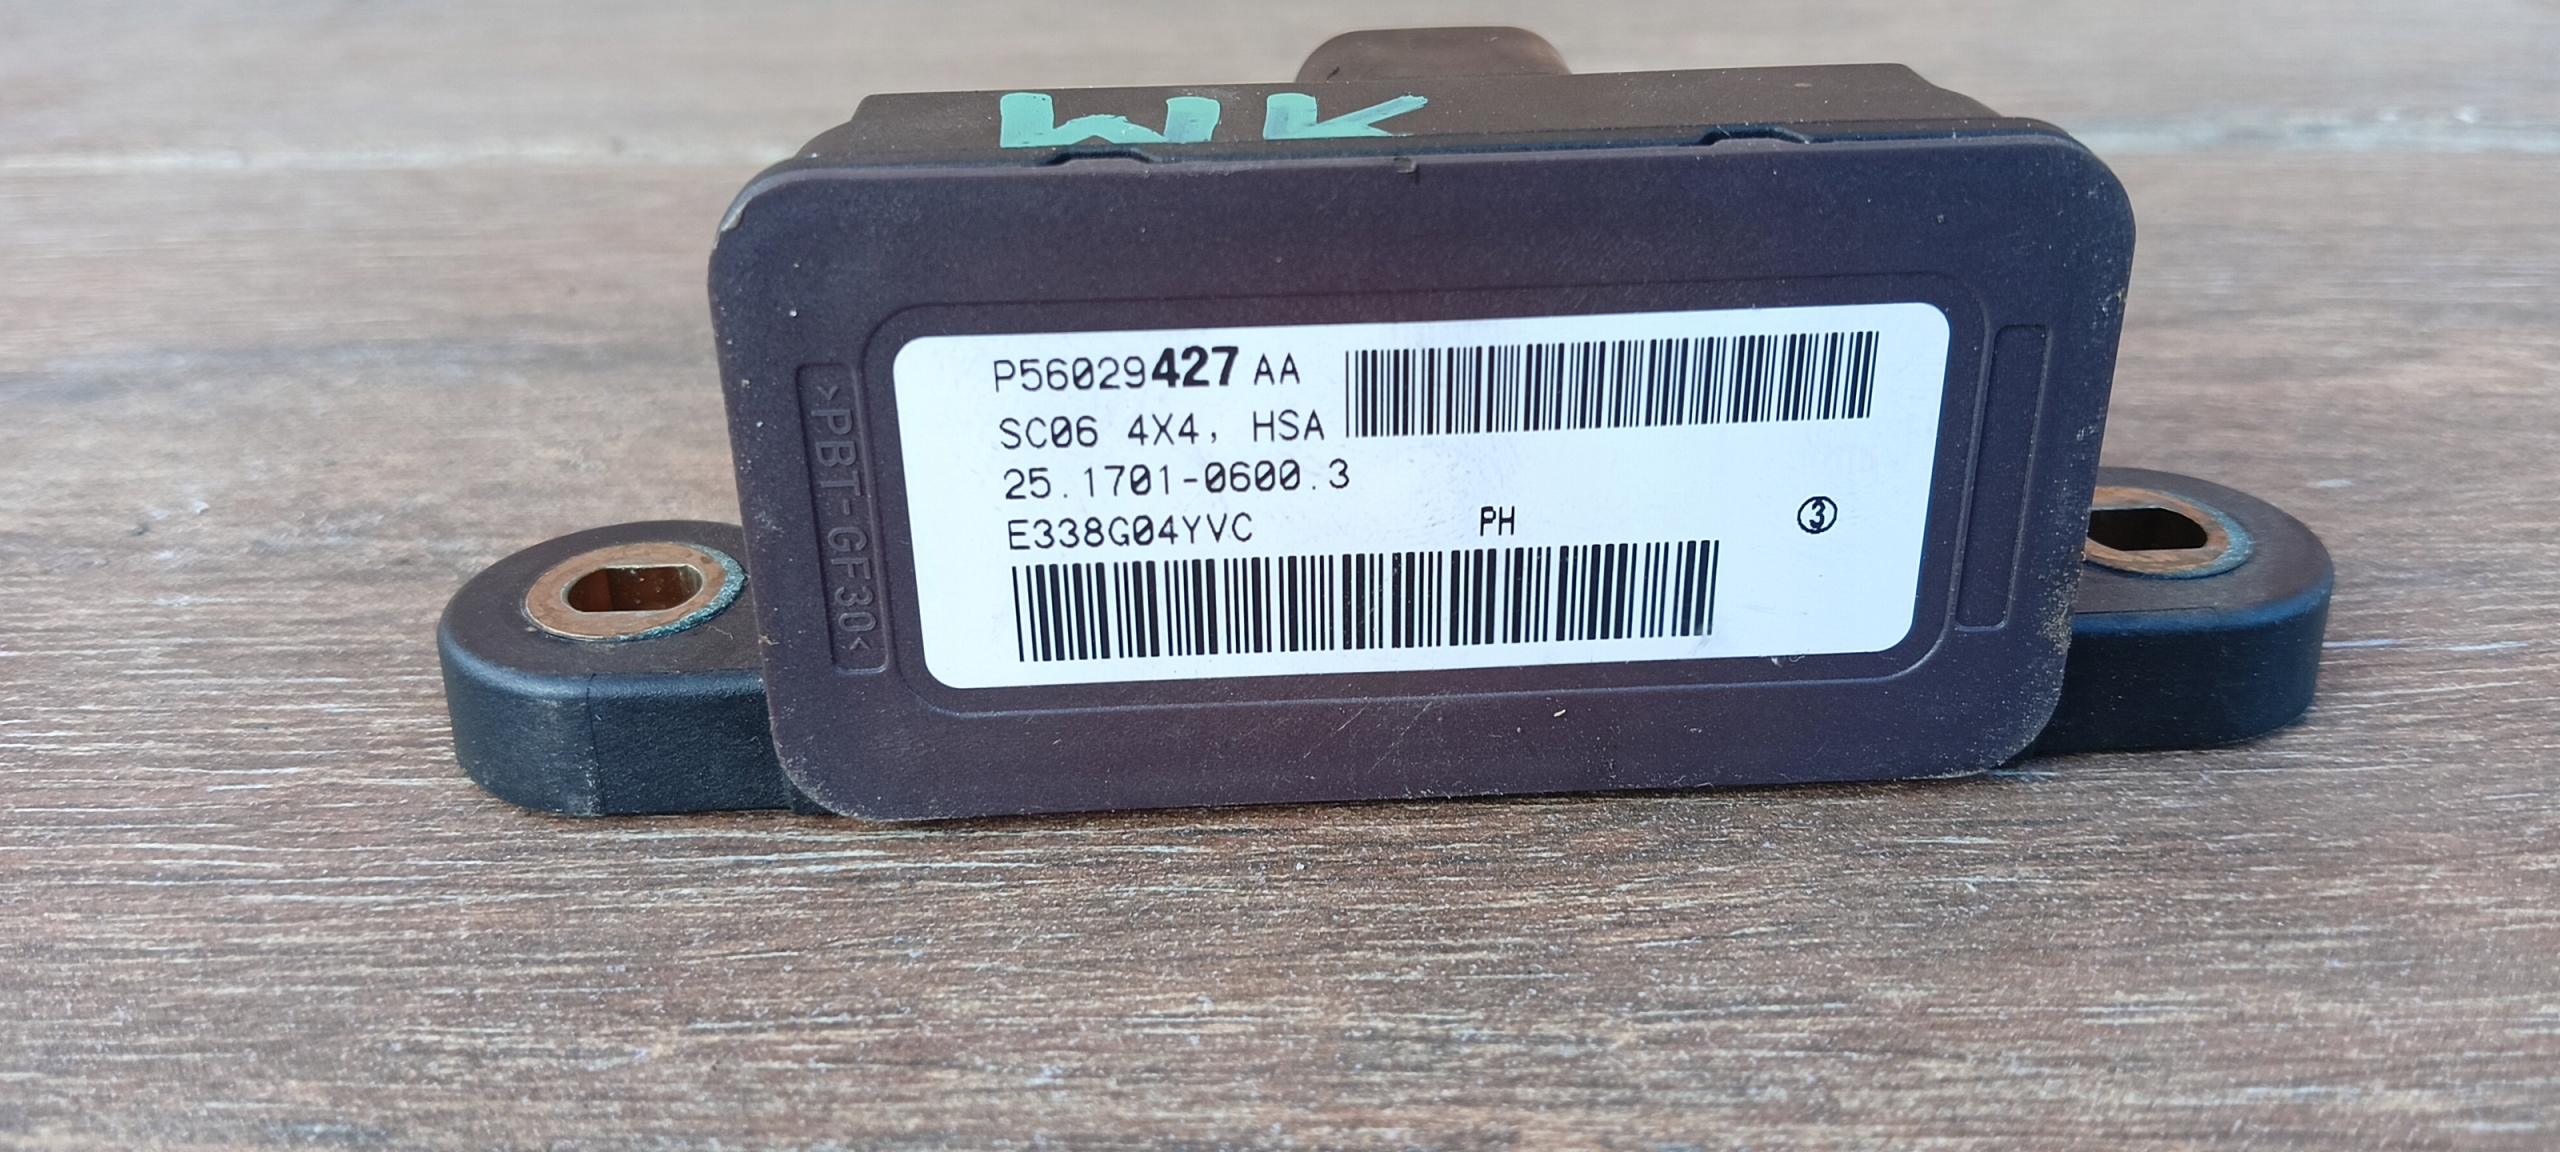 WK
P56029427 AA
SC06 4X4, HSA
25.1701-0600.3
E338G04YVC PH 3
>PBT-GF30<